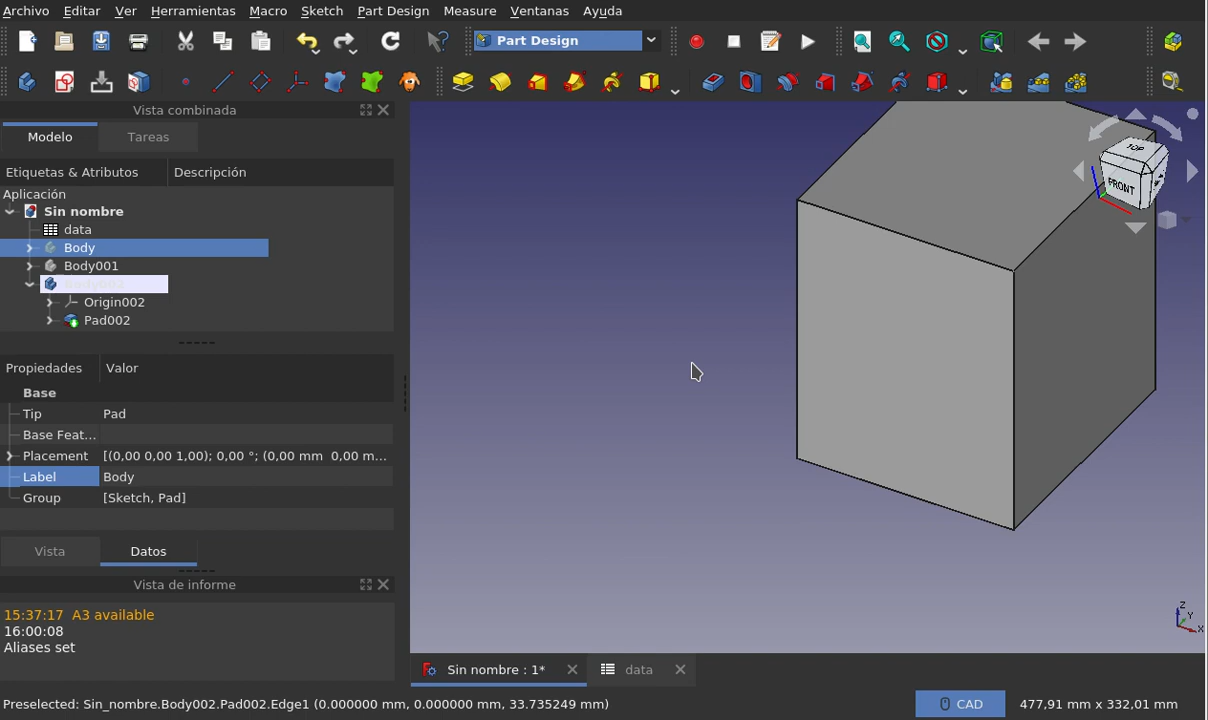 Archivo Editar Ver Herramientas Macro Sketch Part Design Measure Ventanas Ayuda
Part Design
Vista combinada
Modelo Tareas
Etiquetas & Atributos Descripción
Aplicación
Sin nombre
data
Body
Body001
Origin002
Pad002
Propiedades Valor
Base
Tip Pad
Base Feat...
Placement [(0,00 0,00 1,00); 0,00 °; (0,00 mm 0,00 m...
Label Body
Group [Sketch, Pad]
Vista Datos
Vista de informe
15:37:17 A3 available
16:00:08
Aliases set
TOP
FRONT
Z
Y
X
Sin nombre : 1* data
Preselected: Sin_nombre.Body002.Pad002.Edge1 (0.000000 mm, 0.000000 mm, 33.735249 mm) CAD 477,91 mm x 332,01 mm